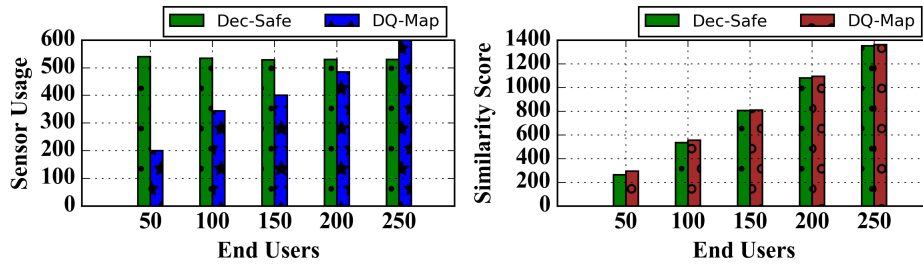 Dec-Safe DQ-Map
Sensor Usage
600
500
400
300
200
100
0
50 100 150 200 250
End Users
Dec-Safe DQ-Map
Similarity Score
1400
1200
1000
800
600
400
200
0
50 100 150 200 250
End Users